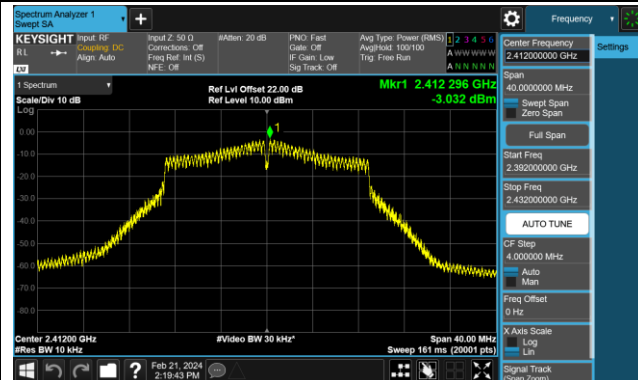 Spectrum Analyzer 1
Swept SA
Frequency
KEYSIGHT
RL
LXI
Input: RF
Coupling: DC
Align: Auto
Input Z: 50 Ω
Corrections: Off
Freq Ref: Int (S)
NFE: Off
#Atten: 20 dB
PNO: Fast
Gate: Off
IF Gain: Low
Sig Track: Off
Avg Type: Power (RMS)
Avg|Hold: 100/100
Trig: Free Run
1 2 3 4 5 6
A W W W W W
A N N N N N
1 Spectrum
Scale/Div 10 dB
Log
Ref Lvl Offset 22.00 dB
Ref Level 10.00 dBm
Mkr1 2.412 296 GHz
-3.032 dBm
1
0.00
-10.0
-20.0
-30.0
-40.0
-50.0
-60.0
-70.0
-80.0
Center 2.41200 GHz
#Res BW 10 kHz
#Video BW 30 kHz*
Span 40.00 MHz
Sweep 161 ms (20001 pts)
Feb 21, 2024
2:19:43 PM
Center Frequency
2.412000000 GHz
Settings
Span
40.0000000 MHz
Swept Span
Zero Span
Full Span
Start Freq
2.392000000 GHz
Stop Freq
2.432000000 GHz
AUTO TUNE
CF Step
4.000000 MHz
Auto
Man
Freq Offset
0 Hz
X Axis Scale
Log
Lin
Signal Track
(Span Zoom)